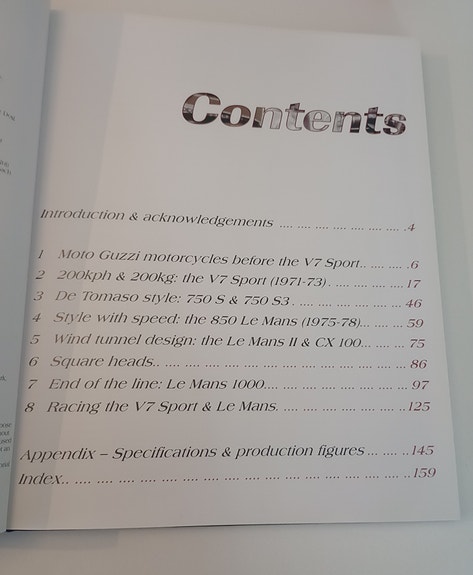 Contents
Introduction & acknowledgements .... ... ... ... ... ... .4
1 Moto Guzzi motorcycles before the V7 Sport.. ... ... .6
2 200kph & 200kg: the V7 Sport (1971-73) . ... ... ... ..17
3 De Tomaso style: 750 S & 750 S3 . ... ... ... ... ... 46
4 Style with speed: the 850 Le Mans (1975-78)... ... ... 59
5 Wind tunnel design: the Le Mans II & CX 100... ... ... 75
6 Square heads.. ... ... ... ... ... ... ... ... ... 86
7 End of the line: Le Mans 1000.... ... ... ... ... ... 97
8 Racing the V7 Sport & Le Mans. ... ... ... ... ... ..125
Appendix – Specifications & production figures ... ... ..145
Index.. ... ... ... ... ... ... ... ... ... ... ... ..159